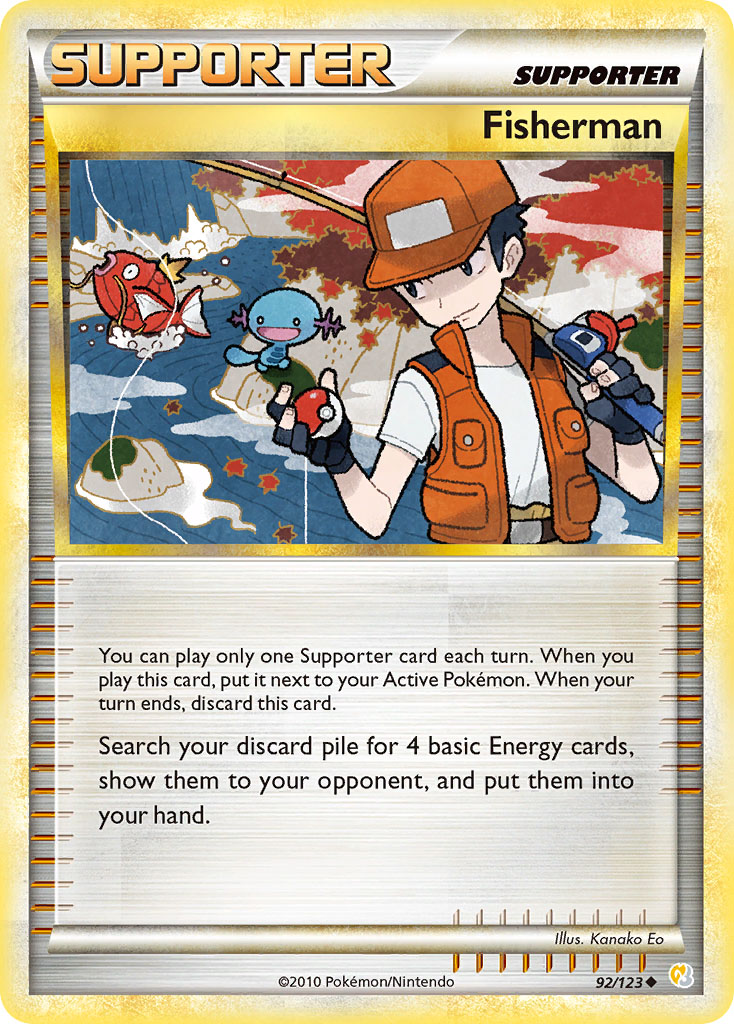 SUPPORTER
SUPPORTER
Fisherman
You can play only one Supporter card each turn. When you
play this card, put it next to your Active Pokémon. When your
turn ends, discard this card.
Search your discard pile for 4 basic Energy cards,
show them to your opponent, and put them into
your hand.
Illus. Kanako Eo
©2010 Pokémon/Nintendo
92/123